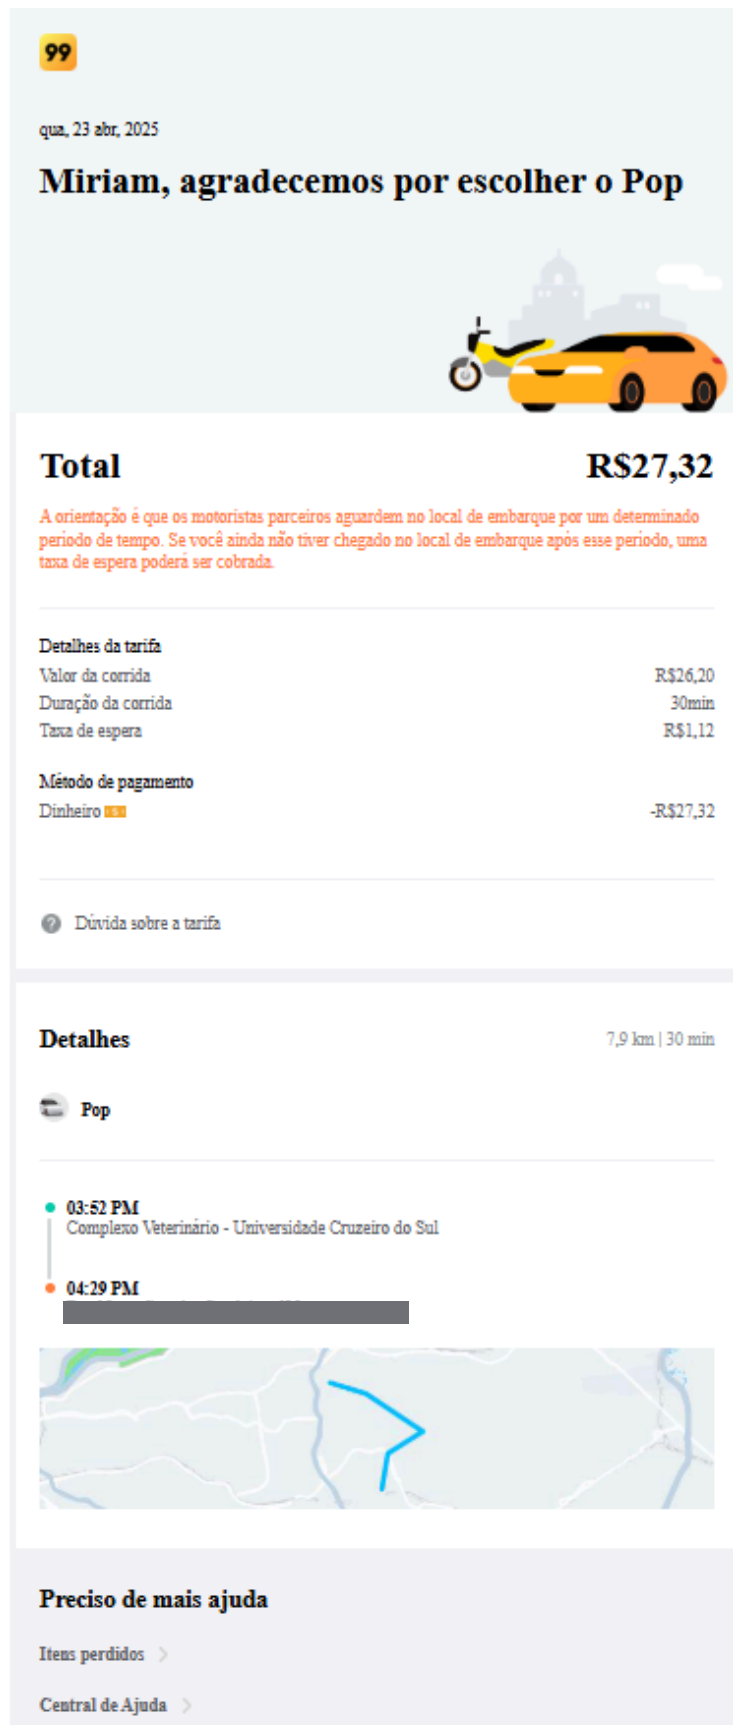 99
qua, 23 abr, 2025
Miriam, agradecemos por escolher o Pop
Total R$27,32
A orientação é que os motoristas parceiros aguardem no local de embarque por um determinado
período de tempo. Se você ainda não tiver chegado no local de embarque após esse período, uma
taxa de espera poderá ser cobrada.
Detalhes da tarifa
Valor da corrida R$26,20
Duração da corrida 30min
Taxa de espera R$1,12
Método de pagamento
Dinheiro -R$27,32
Dúvida sobre a tarifa
Detalhes 7,9 km | 30 min
Pop
03:52 PM
Complexo Veterinário - Universidade Cruzeiro do Sul
04:29 PM
Preciso de mais ajuda
Itens perdidos
Central de Ajuda